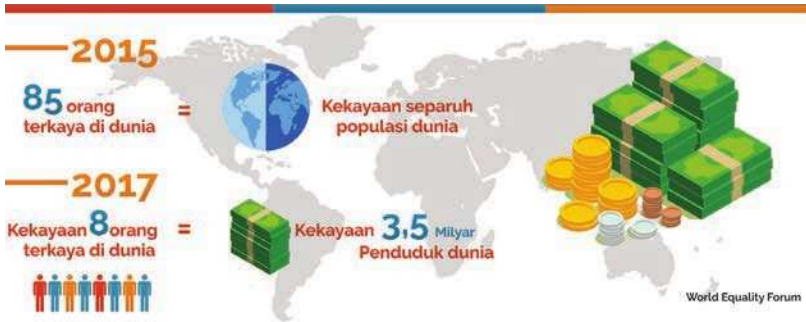 2015
85 orang
terkaya di dunia
=
Kekayaan separuh
populasi dunia
2017
Kekayaan 8 orang
terkaya di dunia
=
Kekayaan 3,5 Milyar
Penduduk dunia
World Equality Forum